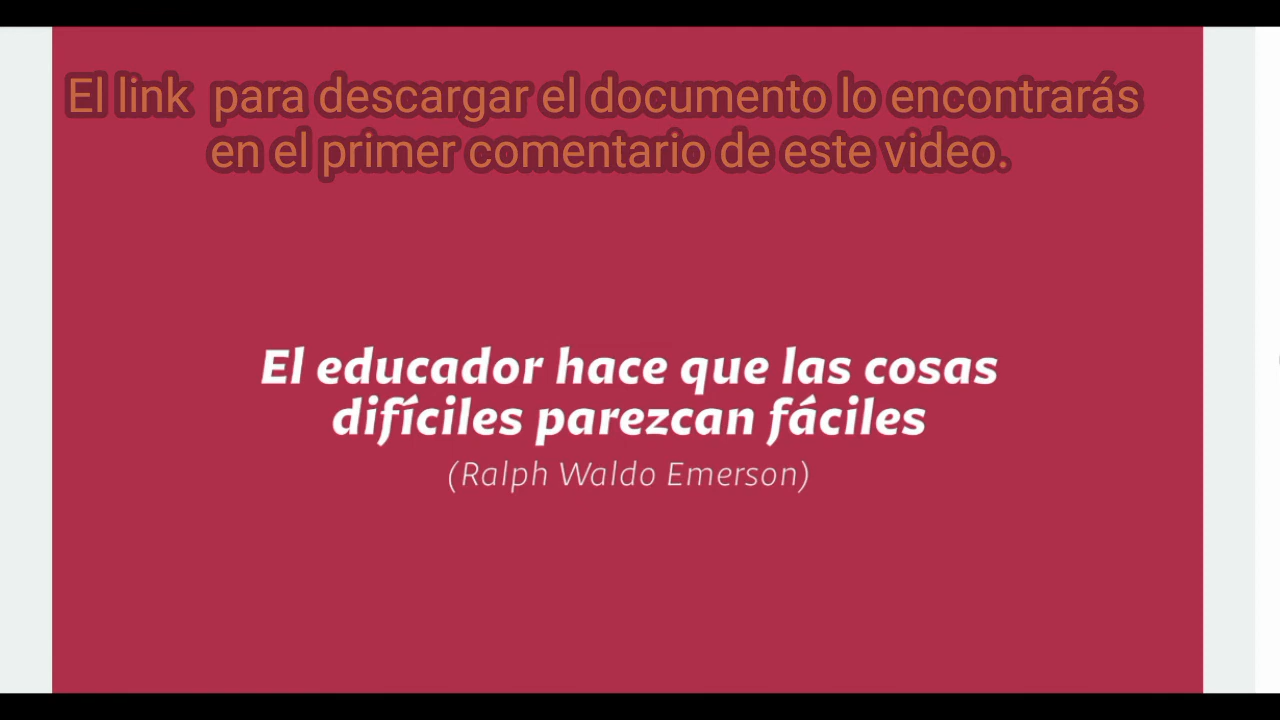 El link para descargar el documento lo encontrarás
en el primer comentario de este video.
El educador hace que las cosas
difíciles parezcan fáciles
(Ralph Waldo Emerson)